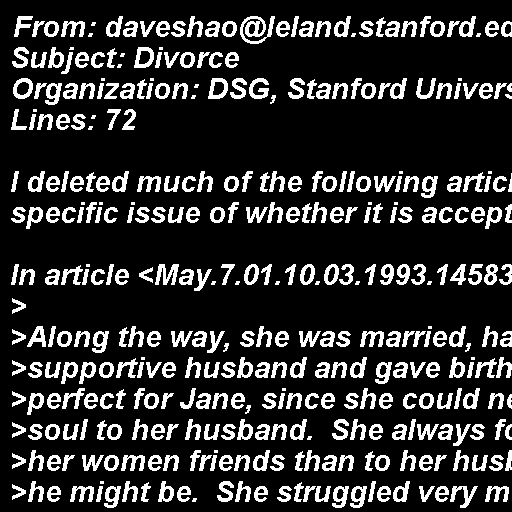 From: daveshao@leland.stanford.ed
Subject: Divorce
Organization: DSG, Stanford Univers
Lines: 72

I deleted much of the following articl
specific issue of whether it is accept

In article <May.7.01.10.03.1993.14583
>
>Along the way, she was married, ha
>supportive husband and gave birth
>perfect for Jane, since she could ne
>soul to her husband.  She always fo
>her women friends than to her husb
>he might be.  She struggled very m